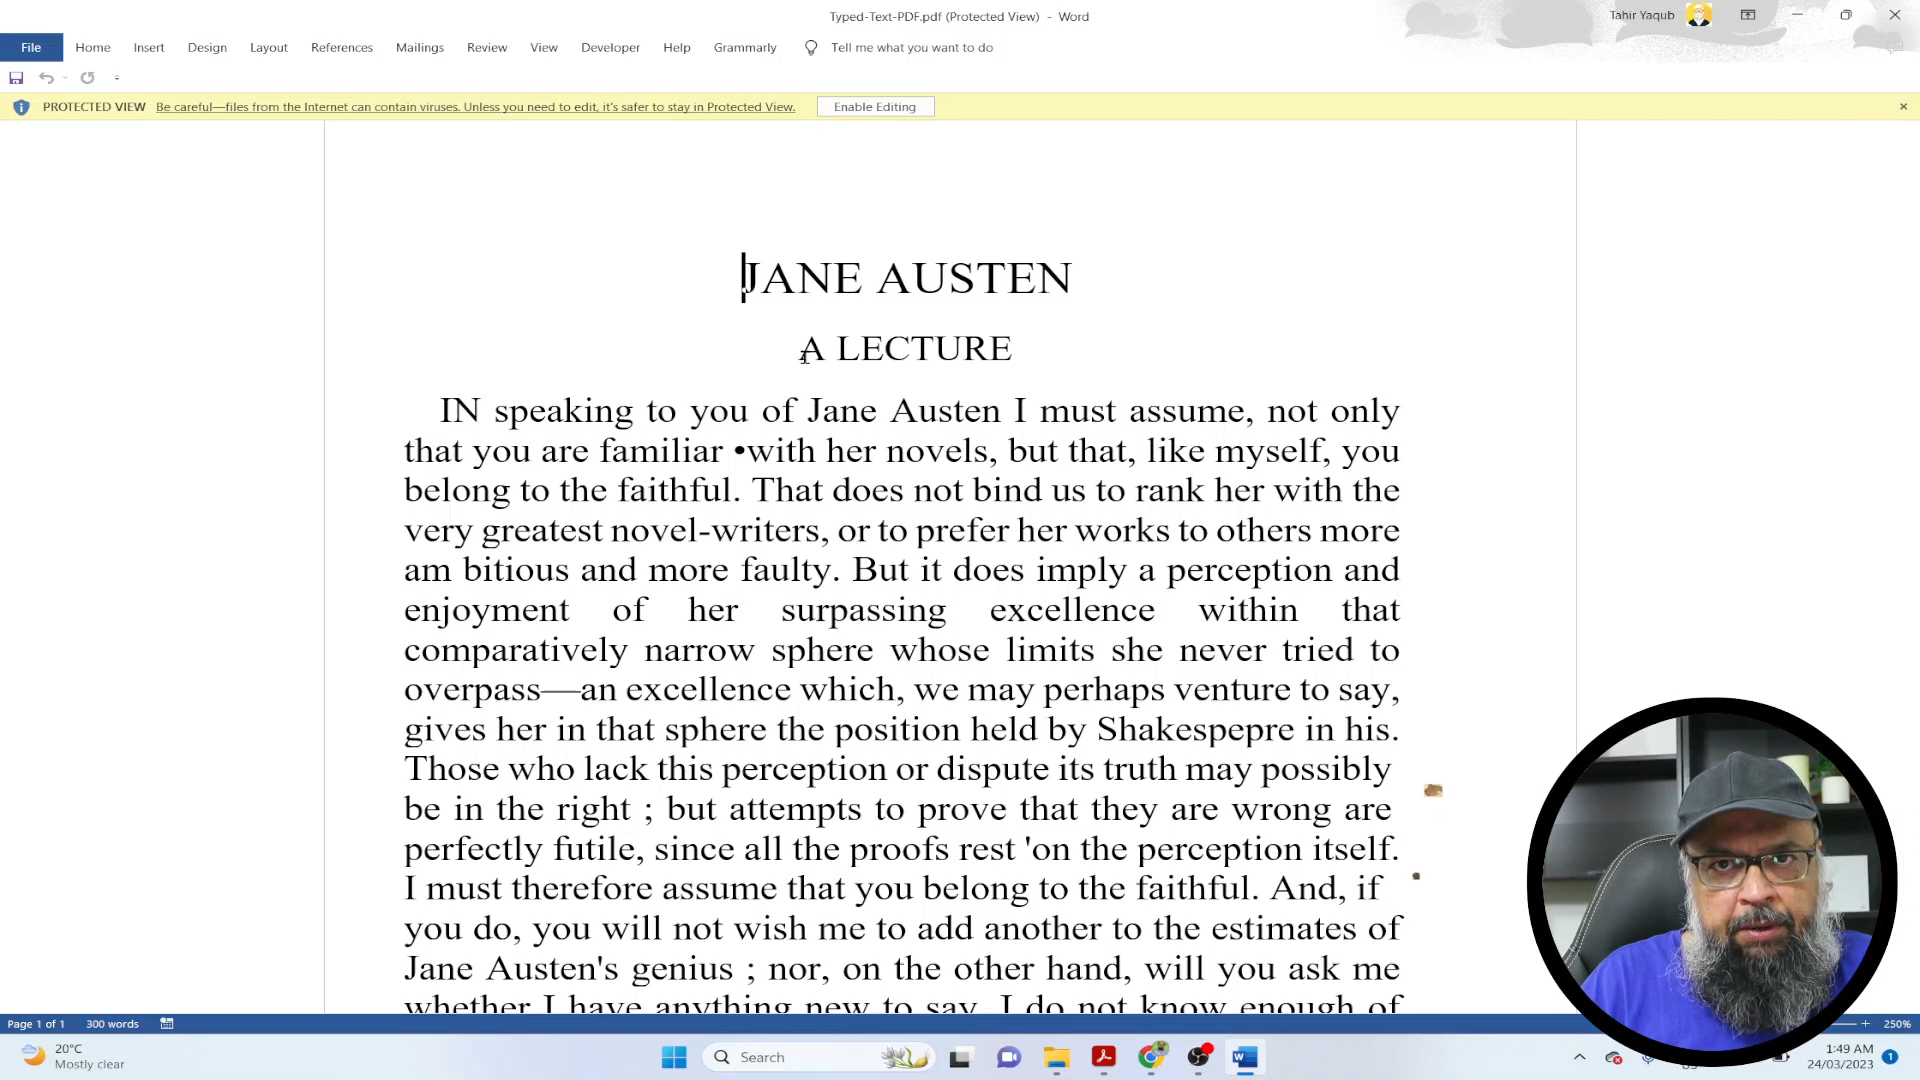 Typed-Text-PDF.pdf (Protected View) - Word
Tahir Yaqub
File Home Insert Design Layout References Mailings Review View Developer Help Grammarly Tell me what you want to do
PROTECTED VIEW Be careful—files from the Internet can contain viruses. Unless you need to edit, it's safer to stay in Protected View. Enable Editing
JANE AUSTEN
A LECTURE
IN speaking to you of Jane Austen I must assume, not only
that you are familiar •with her novels, but that, like myself, you
belong to the faithful. That does not bind us to rank her with the
very greatest novel-writers, or to prefer her works to others more
am bitious and more faulty. But it does imply a perception and
enjoyment of her surpassing excellence within that
comparatively narrow sphere whose limits she never tried to
overpass—an excellence which, we may perhaps venture to say,
gives her in that sphere the position held by Shakespepre in his.
Those who lack this perception or dispute its truth may possibly
be in the right ; but attempts to prove that they are wrong are
perfectly futile, since all the proofs rest 'on the perception itself.
I must therefore assume that you belong to the faithful. And, if
you do, you will not wish me to add another to the estimates of
Jane Austen's genius ; nor, on the other hand, will you ask me
whether I have anything new to say. I do not know enough of
Page 1 of 1 300 words
250%
20°C
Mostly clear
Search
1:49 AM
24/03/2023
1